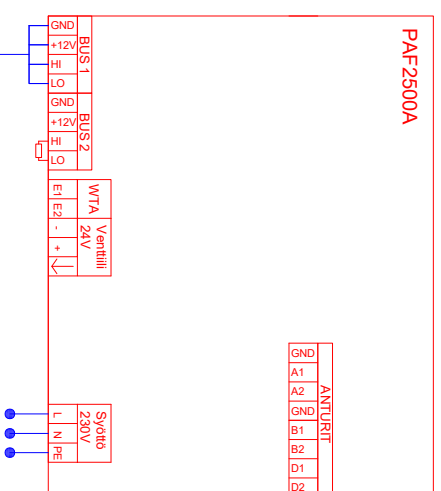 PAF2500A
BUS 1
GND
+12V
HI
LO
BUS 2
GND
+12V
HI
LO
WTA
E1
E2
Venttiili
24V
-
+
ANTURIT
GND
A1
A2
GND
B1
B2
D1
D2
Syöttö
230V
L
N
PE